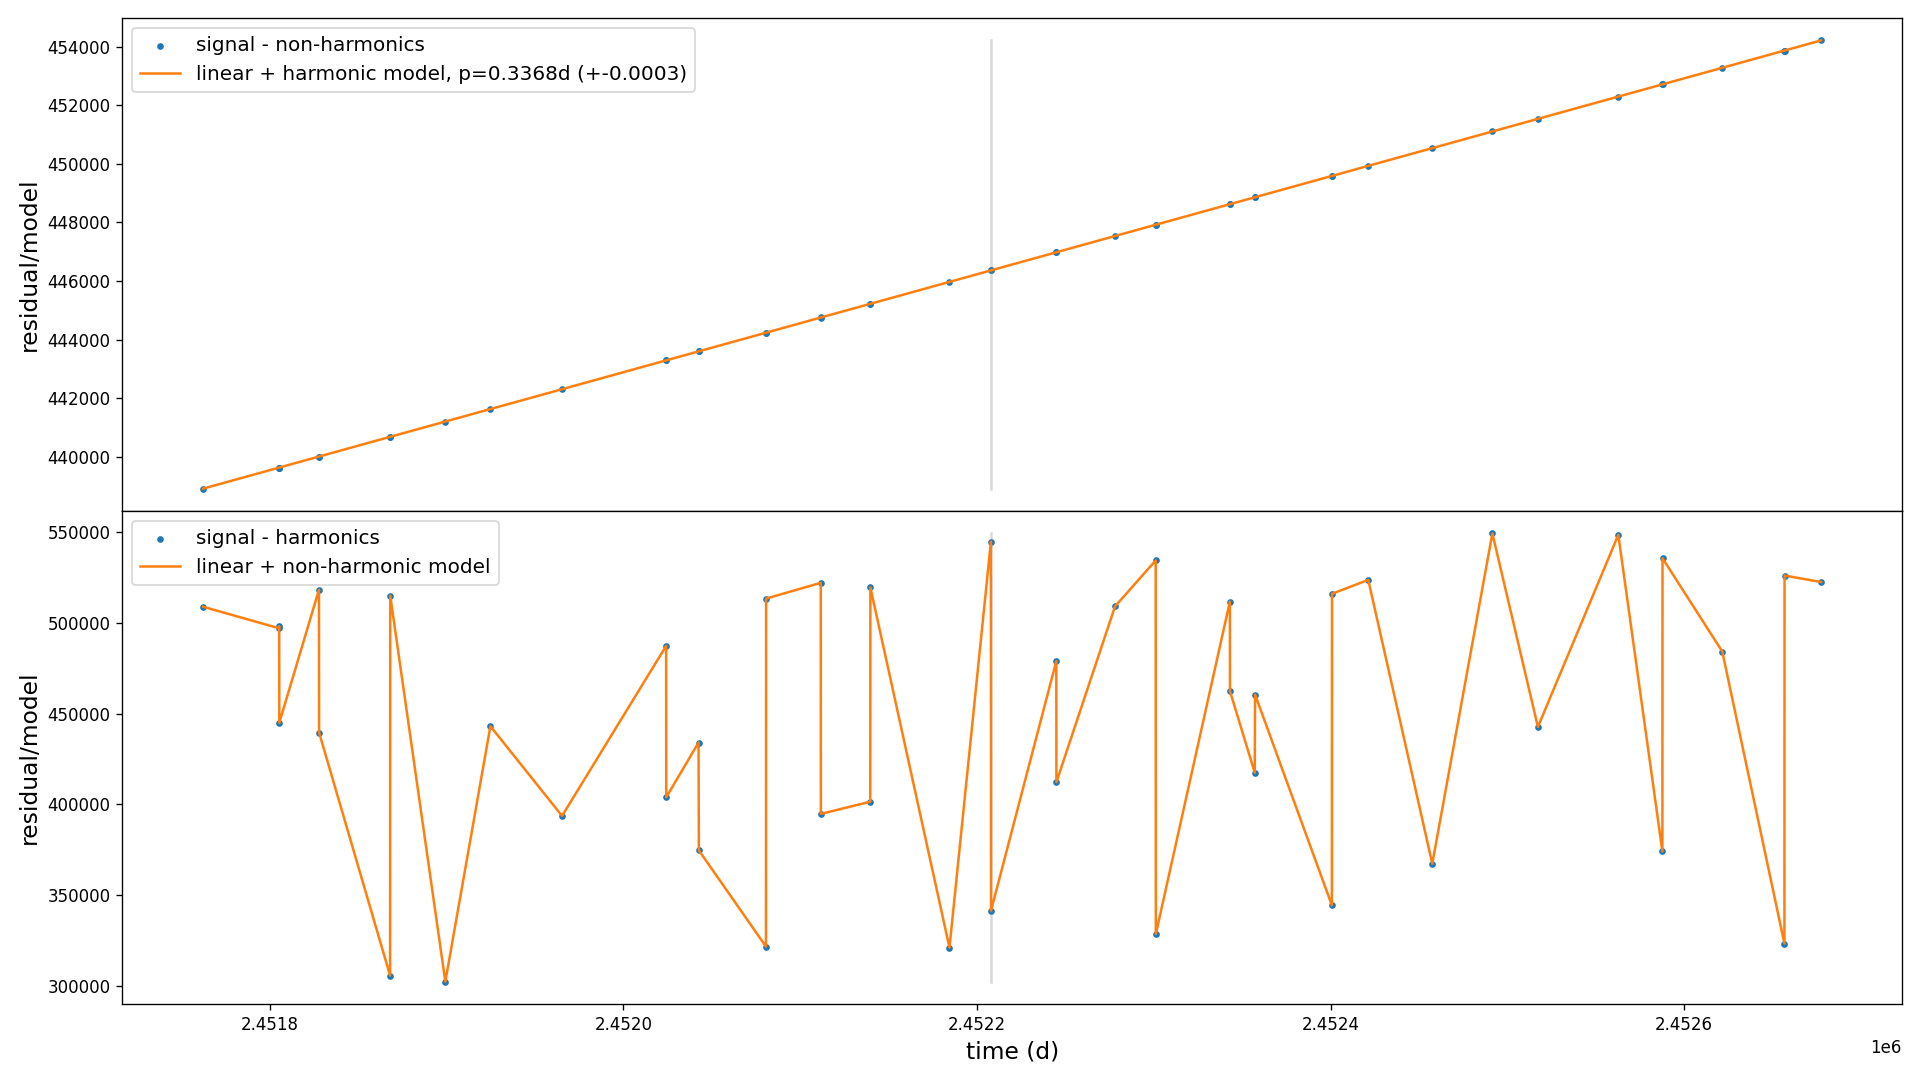 454000
452000
450000
448000
446000
444000
442000
440000
residual/model
signal - non-harmonics
linear + harmonic model, p=0.3368d (+-0.0003)
550000
500000
450000
400000
350000
300000
residual/model
signal - harmonics
linear + non-harmonic model
2.4518 2.4520 2.4522 2.4524 2.4526
1e6
time (d)